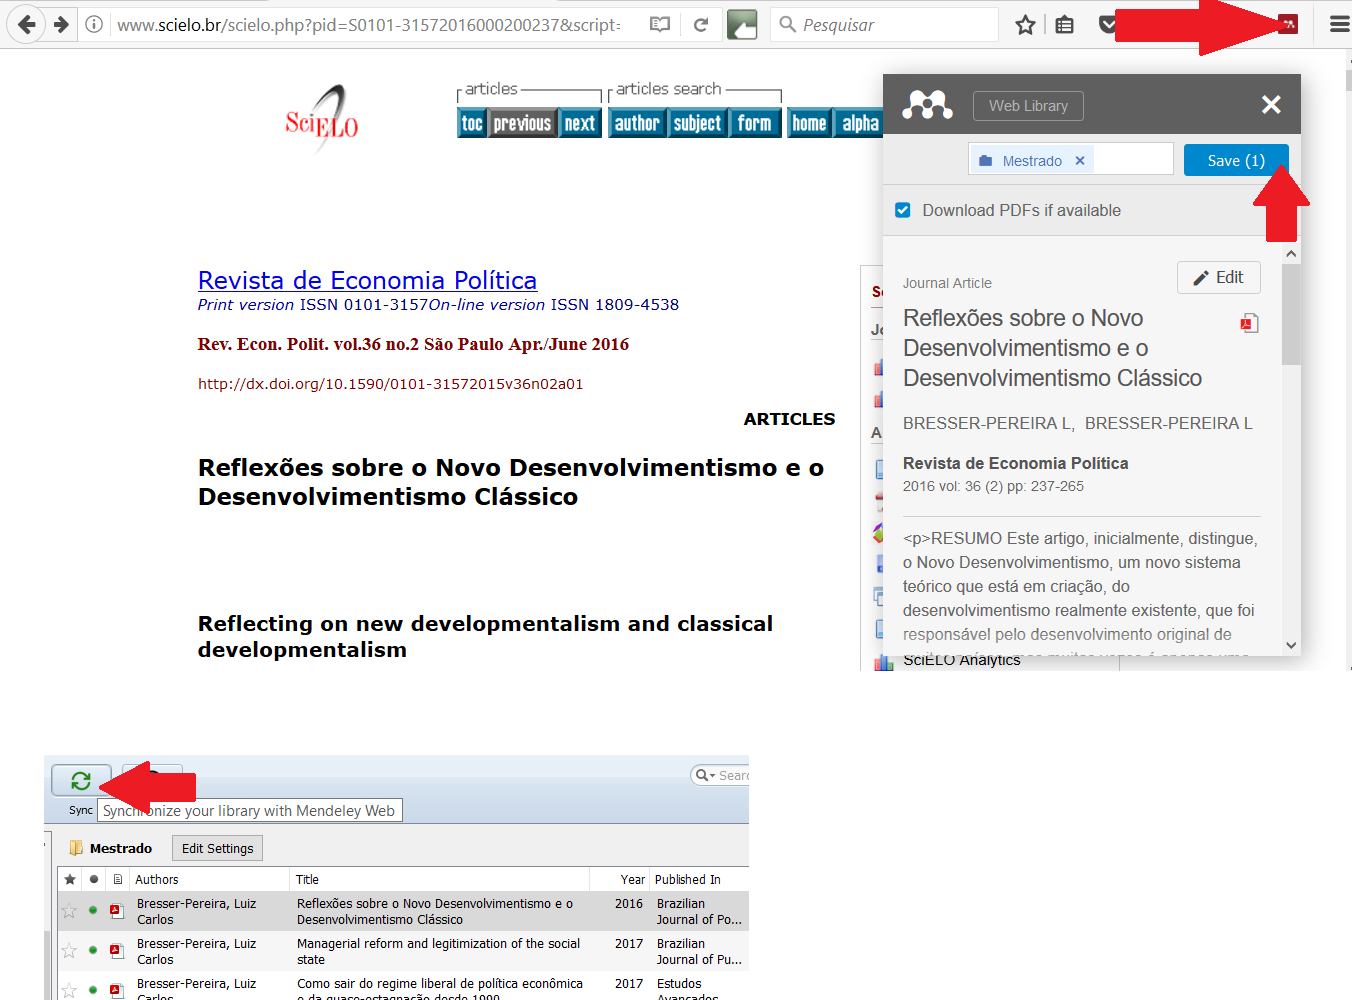 www.scielo.br/scielo.php?pid=S0101-31572016000200237&script=
Pesquisar
SciELO
articles
articles search
toc previous next author subject form home alpha
Web Library
Mestrado
Save (1)
Download PDFs if available
Revista de Economia Política
Print version ISSN 0101-3157On-line version ISSN 1809-4538
Rev. Econ. Polit. vol.36 no.2 São Paulo Apr./June 2016
http://dx.doi.org/10.1590/0101-31572015v36n02a01
ARTICLES
Reflexões sobre o Novo Desenvolvimentismo e o
Desenvolvimentismo Clássico
Reflecting on new developmentalism and classical
developmentalism
Journal Article
Edit
Reflexões sobre o Novo
Desenvolvimentismo e o
Desenvolvimentismo Clássico
BRESSER-PEREIRA L, BRESSER-PEREIRA L
Revista de Economia Política
2016 vol: 36 (2) pp: 237-265
<p>RESUMO Este artigo, inicialmente, distingue,
o Novo Desenvolvimentismo, um novo sistema
teórico que está em criação, do
desenvolvimentismo realmente existente, que foi
responsável pelo desenvolvimento original de
SciELO Analytics
Sync
Synchronize your library with Mendeley Web
Mestrado
Edit Settings
Authors Title Year Published In
Bresser-Pereira, Luiz Reflexões sobre o Novo Desenvolvimentismo e o 2016 Brazilian
Carlos Desenvolvimentismo Clássico Journal of Po...
Bresser-Pereira, Luiz Managerial reform and legitimization of the social 2017 Brazilian
Carlos state Journal of Pu...
Bresser-Pereira, Luiz Como sair do regime liberal de política econômica 2017 Estudos
Carlos e da quase-estagnação desde 1990 Avançados